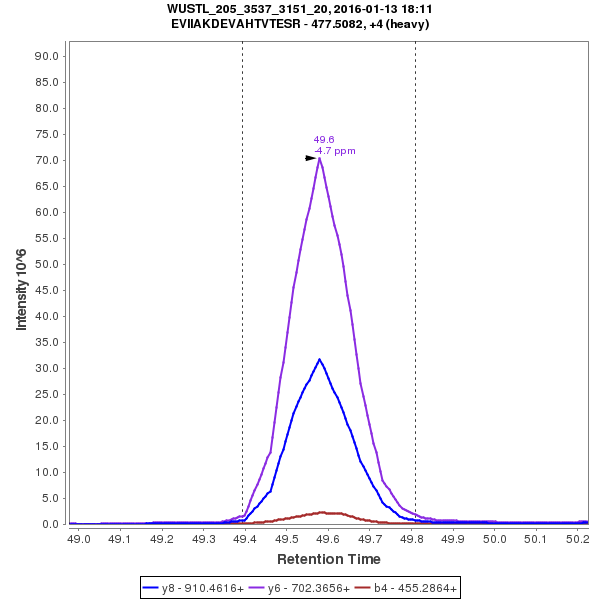 WUSTL_205_3537_3151_20, 2016-01-13 18:11
EVIIAKDEVAHTVTESR - 477.5082, +4 (heavy)
90.0
85.0
80.0
75.0
70.0
65.0
60.0
55.0
50.0
45.0
40.0
35.0
30.0
25.0
20.0
15.0
10.0
5.0
0.0
Intensity 10^6
49.6
-4.7 ppm
49.0 49.1 49.2 49.3 49.4 49.5 49.6 49.7 49.8 49.9 50.0 50.1 50.2
Retention Time
y8 - 910.4616+ y6 - 702.3656+ b4 - 455.2864+